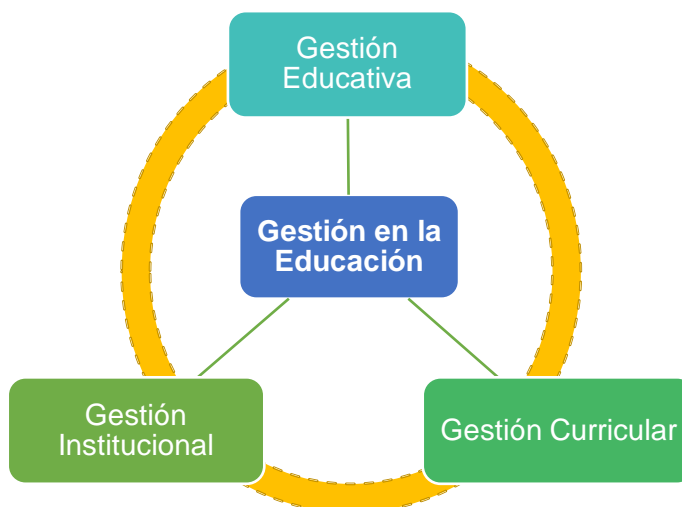 Gestión
Educativa
Gestión en la
Educación
Gestión
Institucional
Gestión Curricular